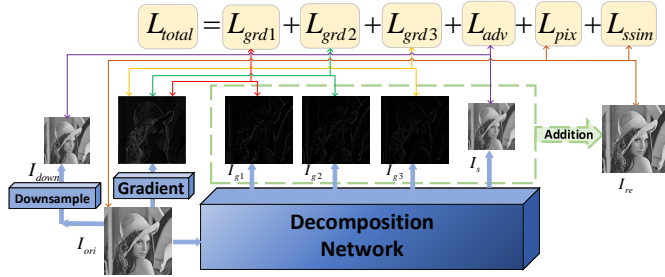 L_total = L_grd1 + L_grd2 + L_grd3 + L_adv + L_pix + L_ssim
I_down
I_g1
I_g2
I_g3
I_s
Addition
I_re
Downsample
Gradient
I_ori
Decomposition
Network